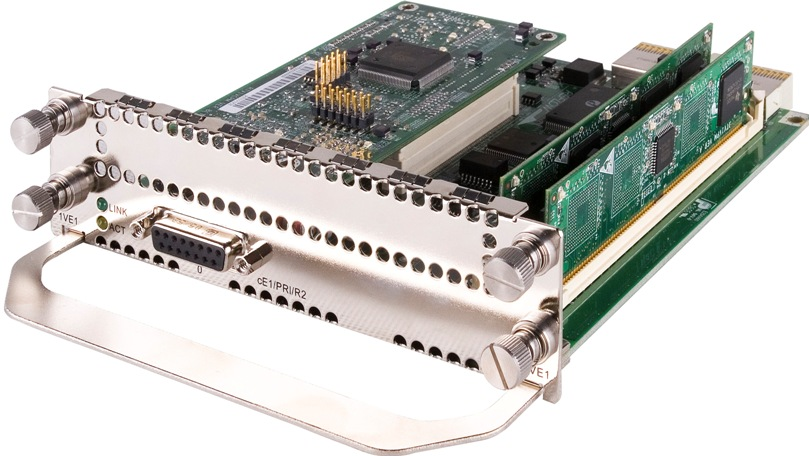 LINK
1VE1
ACT
0
cE1/PRI/R2
VE1